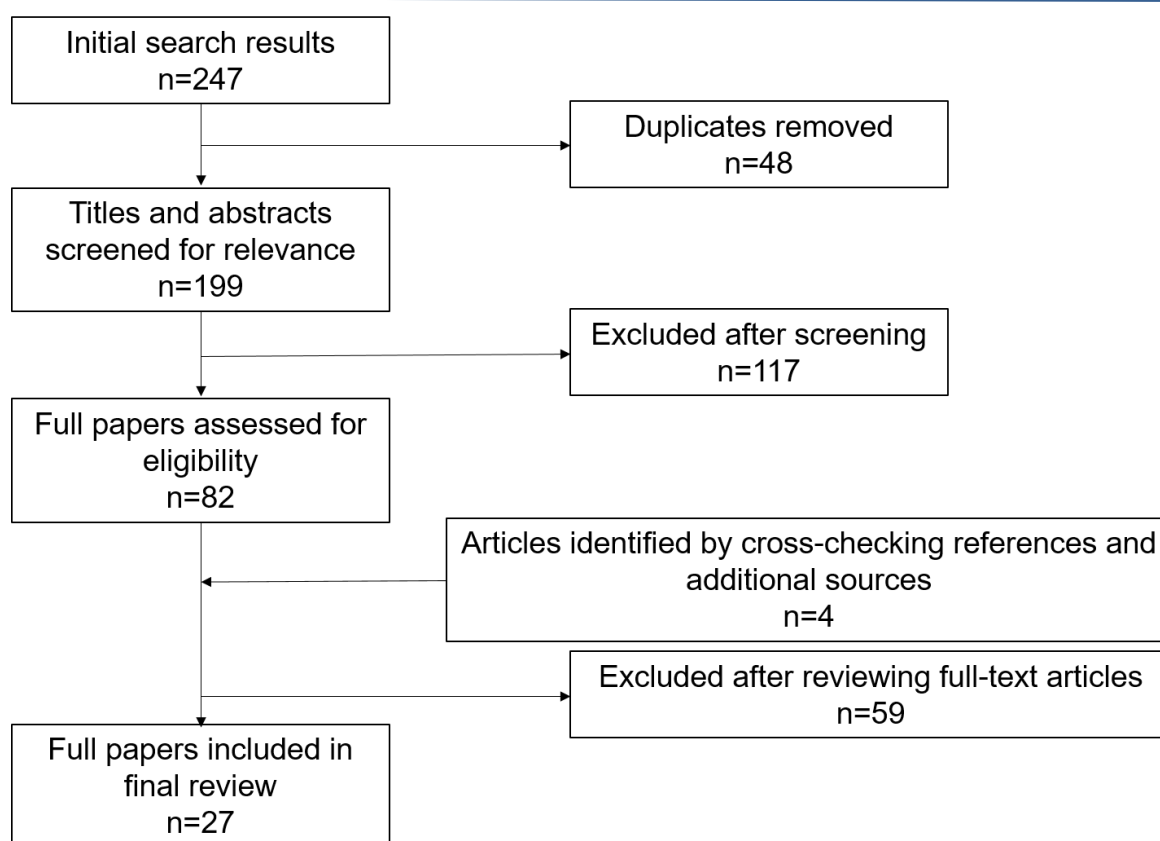 Initial search results
n=247
Duplicates removed
n=48
Titles and abstracts
screened for relevance
n=199
Excluded after screening
n=117
Full papers assessed for
eligibility
n=82
Articles identified by cross-checking references and
additional sources
n=4
Excluded after reviewing full-text articles
n=59
Full papers included in
final review
n=27